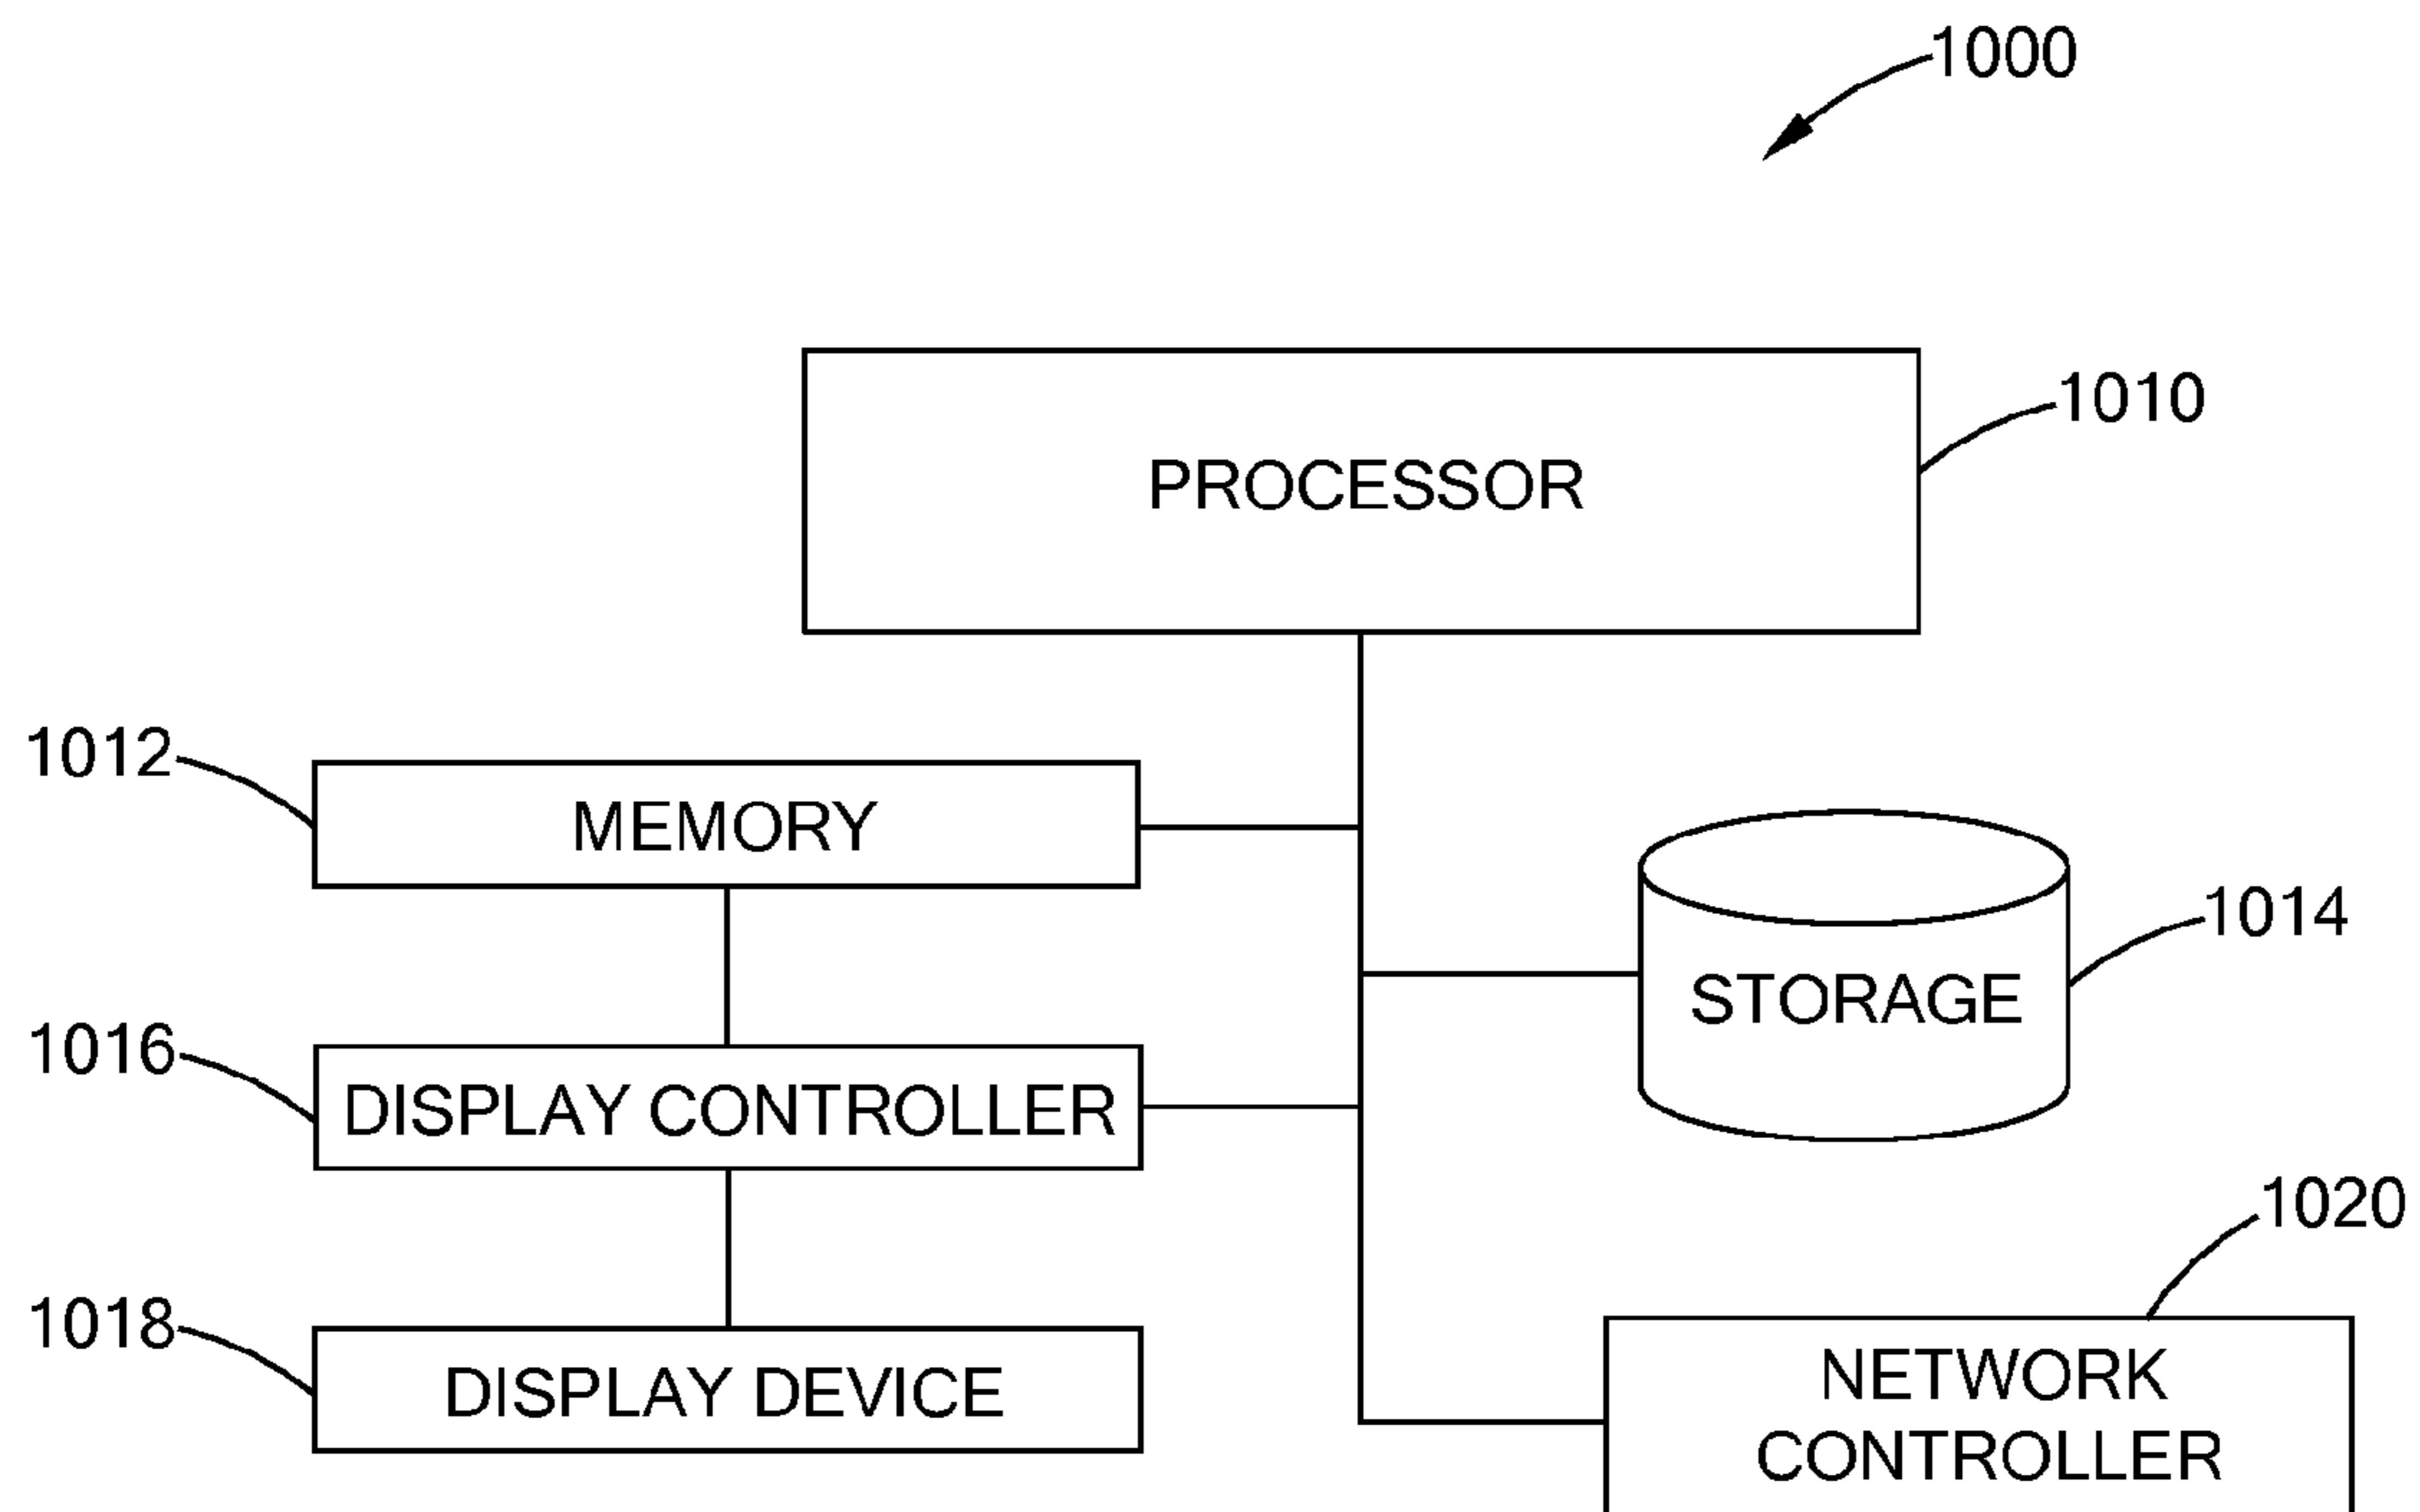 1000
PROCESSOR
1010
1012
MEMORY
1014
STORAGE
1016
DISPLAY CONTROLLER
1020
1018
DISPLAY DEVICE
NETWORK
CONTROLLER